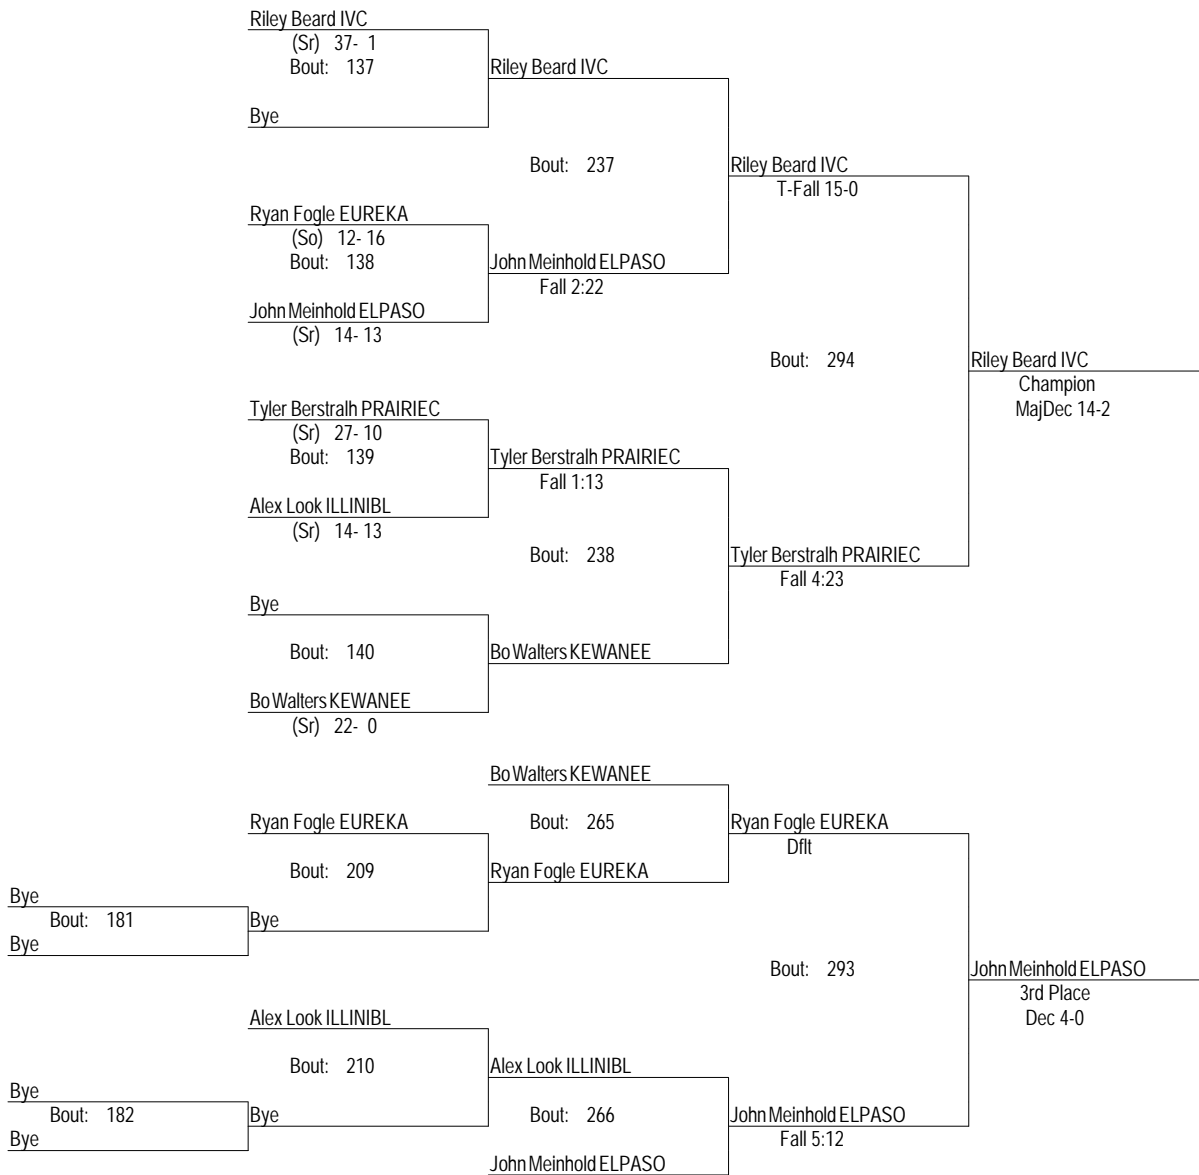 Riley Beard IVC
(Sr) 37- 1
Bout: 137
Riley Beard IVC
Bye
Bout: 237
Riley Beard IVC
T-Fall 15-0
Ryan Fogle EUREKA
(So) 12- 16
Bout: 138
John Meinhold ELPASO
Fall 2:22
John Meinhold ELPASO
(Sr) 14- 13
Bout: 294
Riley Beard IVC
Champion
MajDec 14-2
Tyler Berstralh PRAIRIEC
(Sr) 27- 10
Bout: 139
Tyler Berstralh PRAIRIEC
Fall 1:13
Alex Look ILLINIBL
(Sr) 14- 13
Bout: 238
Tyler Berstralh PRAIRIEC
Fall 4:23
Bye
Bout: 140
Bo Walters KEWANEE
Bo Walters KEWANEE
(Sr) 22- 0
Bo Walters KEWANEE
Ryan Fogle EUREKA
Bout: 265
Ryan Fogle EUREKA
Dflt
Bout: 209
Ryan Fogle EUREKA
Bye
Bout: 181
Bye
Bye
Bout: 293
John Meinhold ELPASO
3rd Place
Dec 4-0
Alex Look ILLINIBL
Bout: 210
Alex Look ILLINIBL
Bye
Bout: 182
Bye
Bye
Bout: 266
John Meinhold ELPASO
Fall 5:12
John Meinhold ELPASO